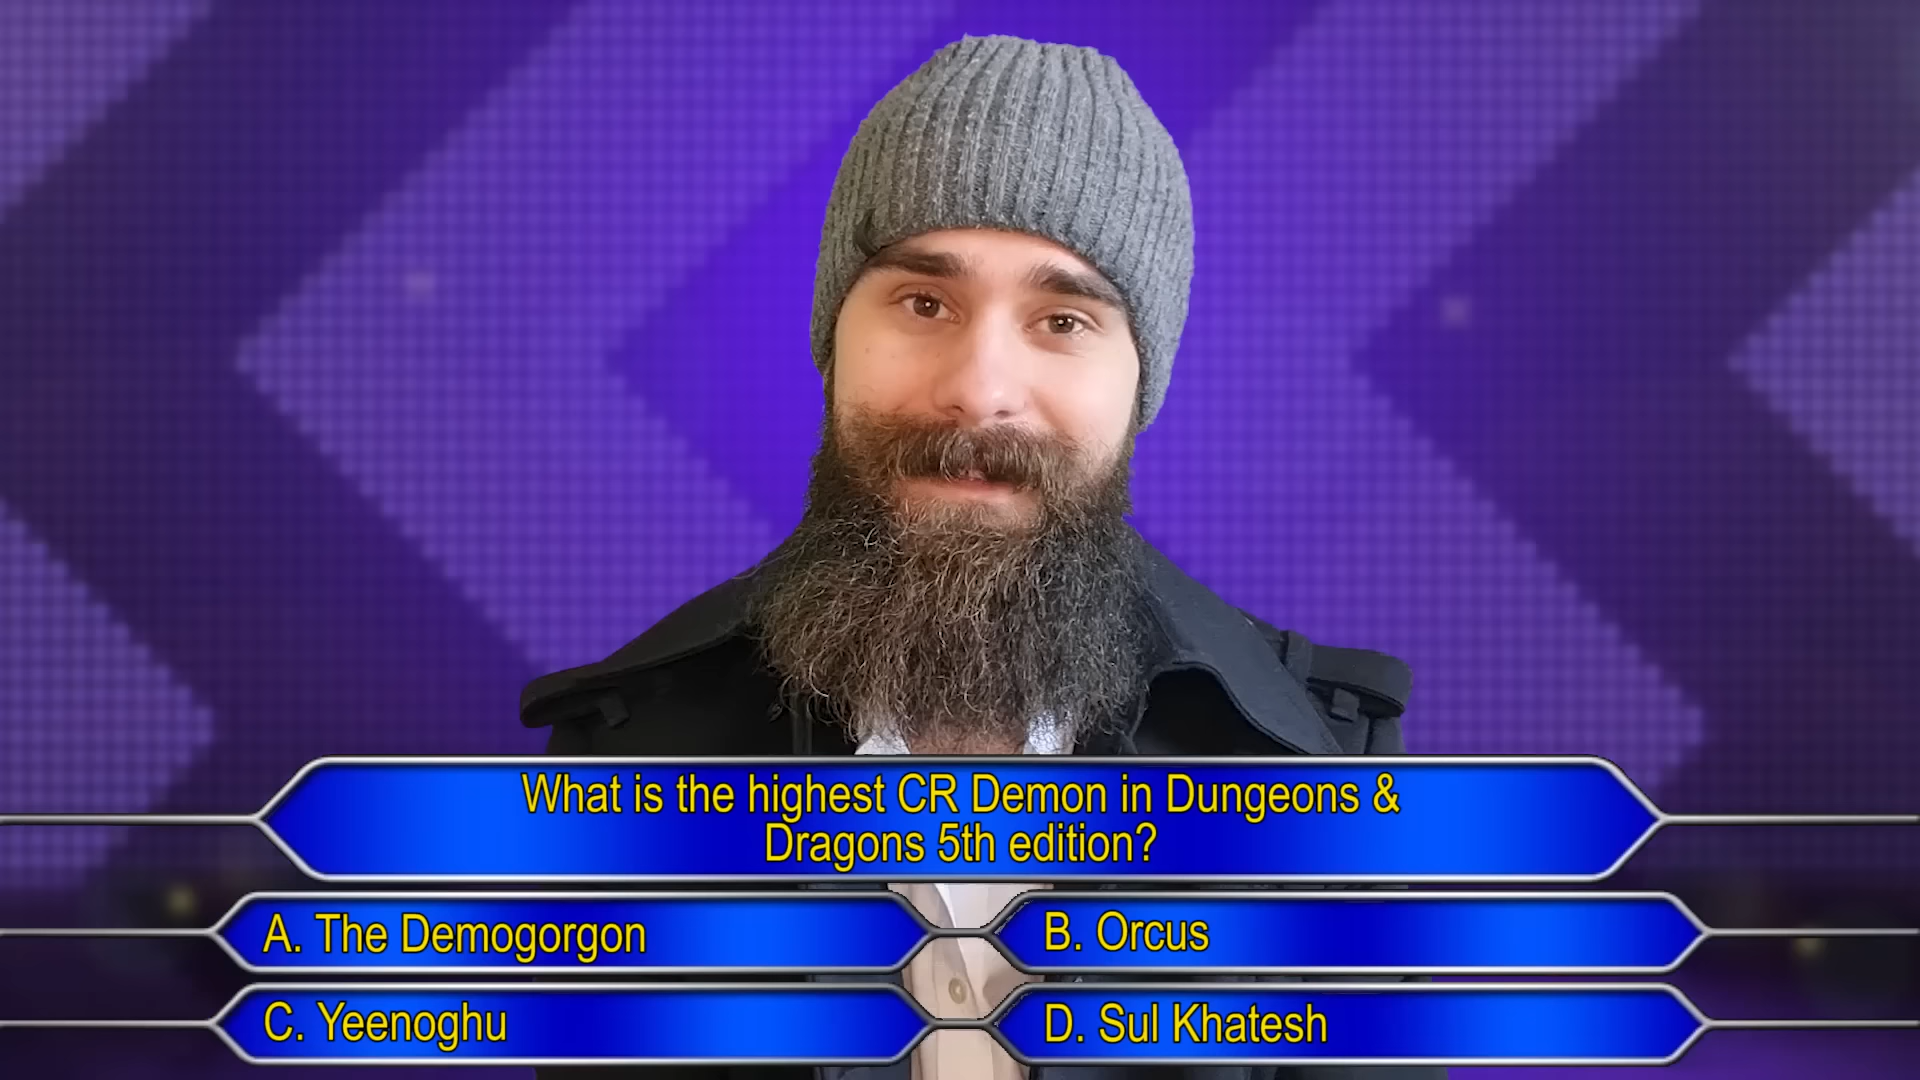 What is the highest CR Demon in Dungeons &
Dragons 5th edition?
A. The Demogorgon
B. Orcus
C. Yeenoghu
D. Sul Khatesh